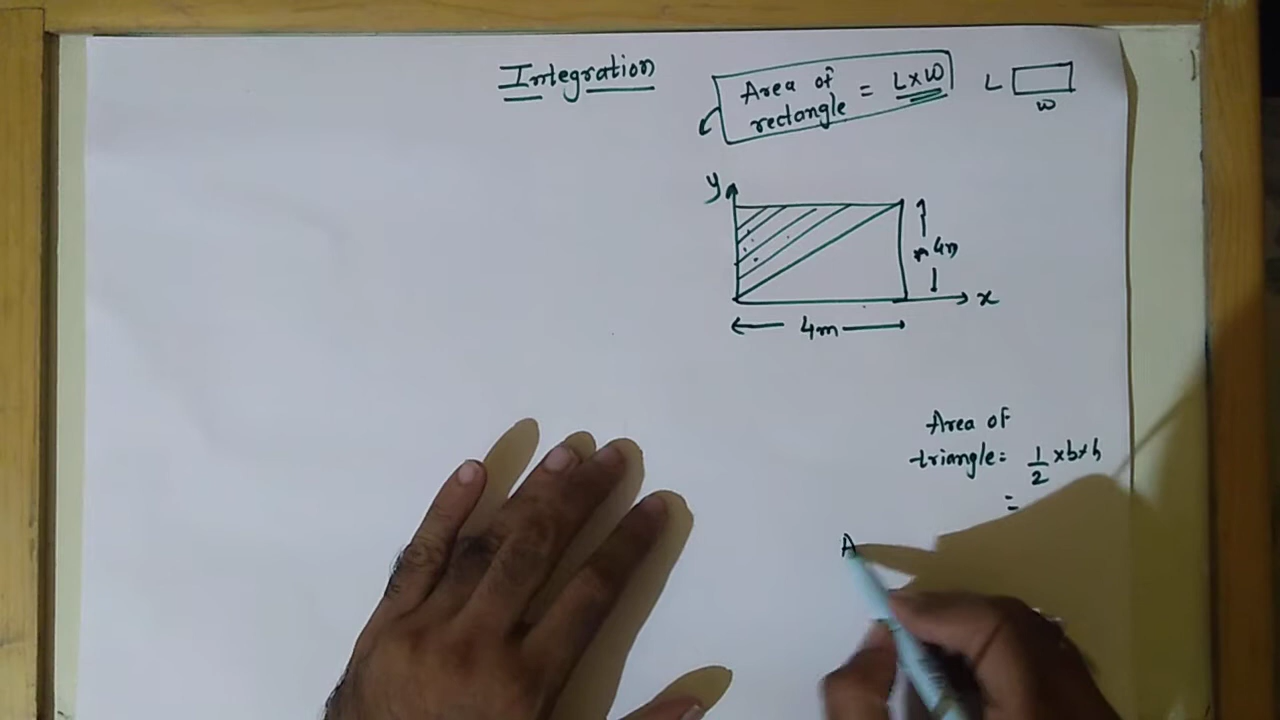 Integration
Area of
rectangle = L×W
L
W
y
4m
x
4m
Area of
triangle = 1/2 × b × h
=
A